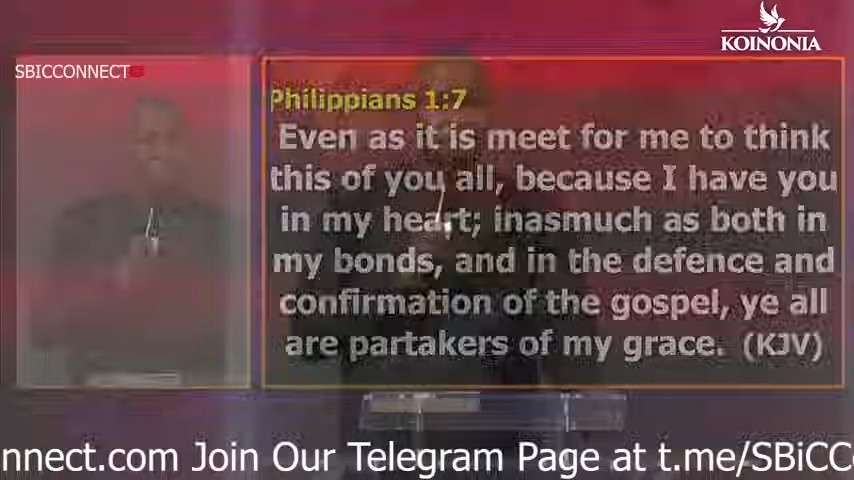 KOINONIA
SBICCONNECT
Philippians 1:7
Even as it is meet for me to think
this of you all, because I have you
in my heart; inasmuch as both in
my bonds, and in the defence and
confirmation of the gospel, ye all
are partakers of my grace. (KJV)
nnect.com Join Our Telegram Page at t.me/SBiCC